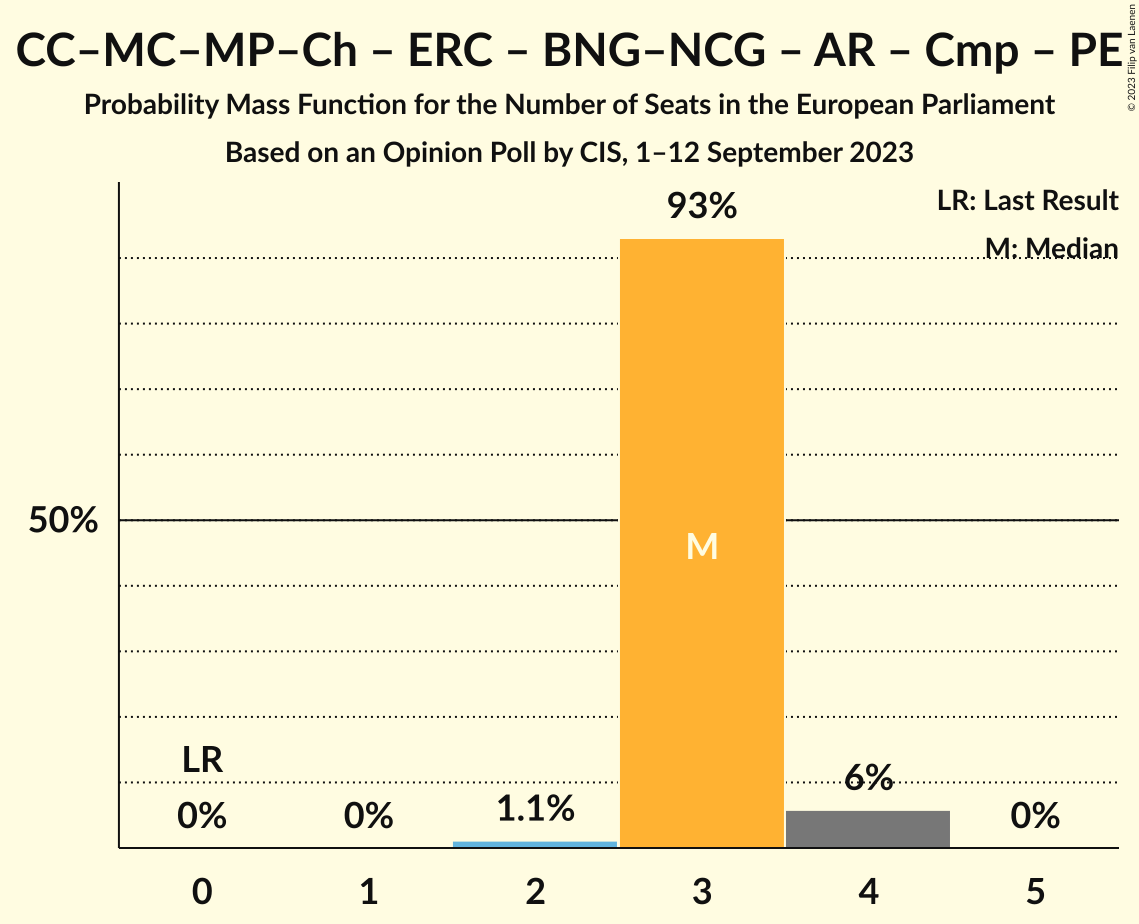 CC–MC–MP–Ch – ERC – BNG–NCG – AR – Cmp – PE
© 2023 Filip van Laenen
Probability Mass Function for the Number of Seats in the European Parliament
Based on an Opinion Poll by CIS, 1–12 September 2023
LR: Last Result
M: Median
93%
50%
M
LR
0%
0%
1.1%
6%
0%
0
1
2
3
4
5